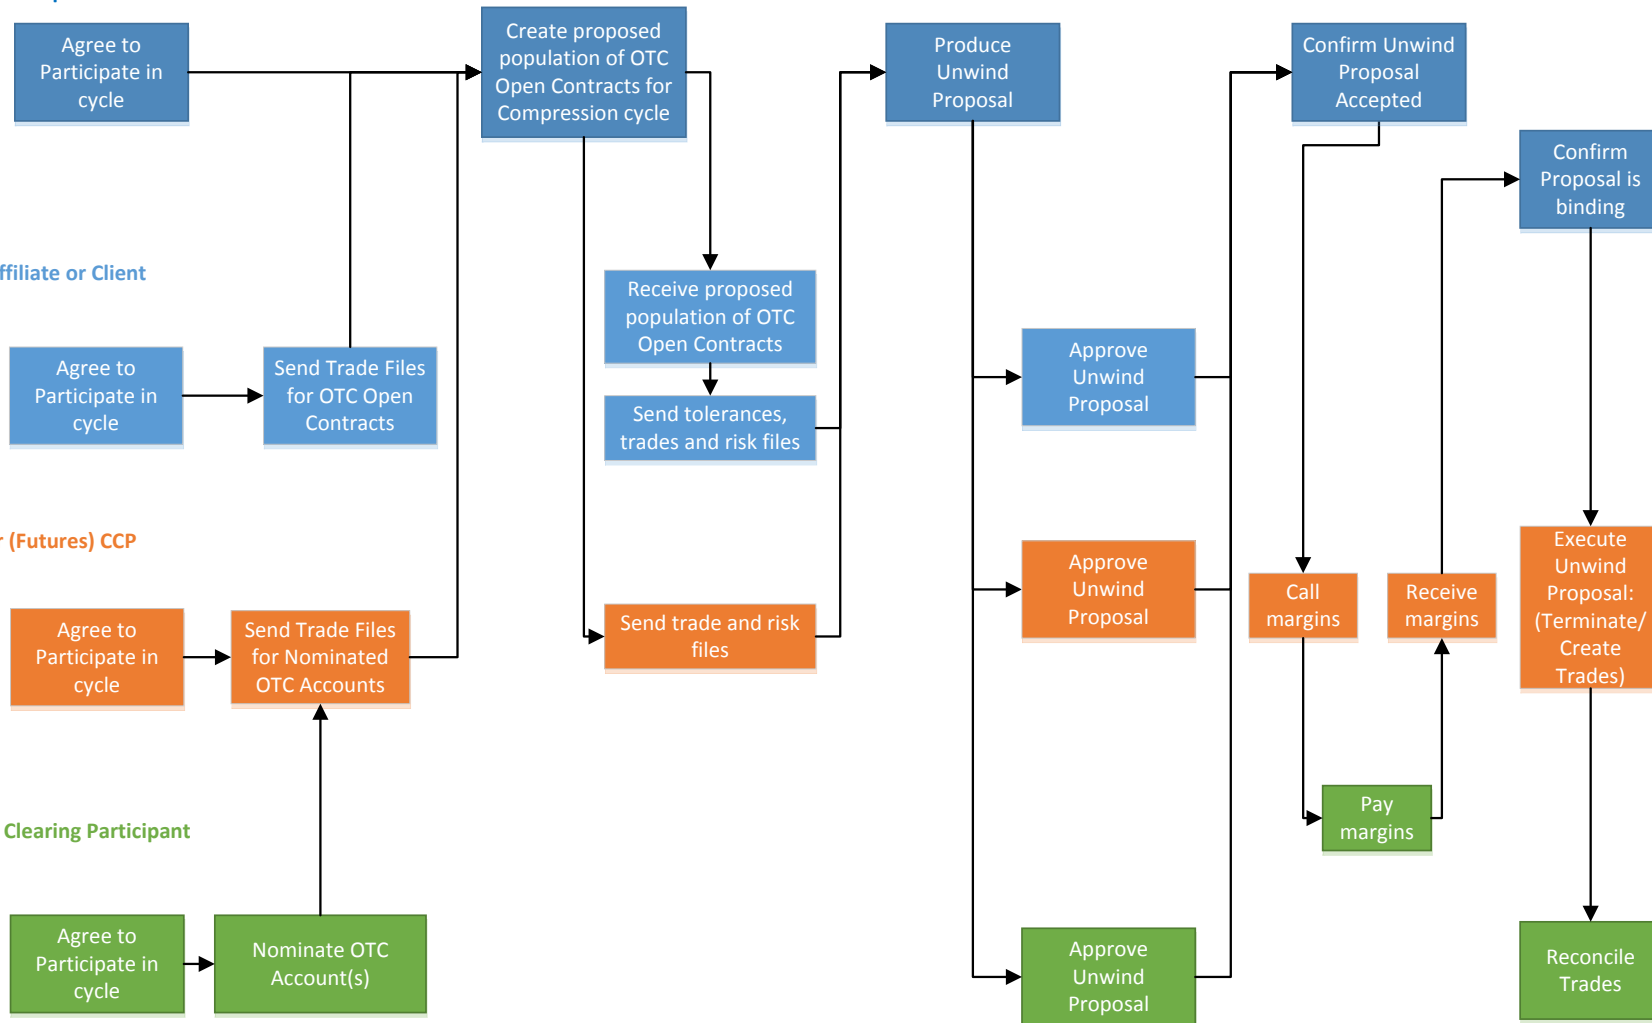 Agree to
Participate in
cycle
Create proposed
population of OTC
Open Contracts for
Compression cycle
Produce
Unwind
Proposal
Confirm Unwind
Proposal
Accepted
Confirm
Proposal is
binding
ffiliate or Client
Agree to
Participate in
cycle
Send Trade Files
for OTC Open
Contracts
Receive proposed
population of OTC
Open Contracts
Send tolerances,
trades and risk files
Approve
Unwind
Proposal
r (Futures) CCP
Agree to
Participate in
cycle
Send Trade Files
for Nominated
OTC Accounts
Send trade and risk
files
Approve
Unwind
Proposal
Call
margins
Receive
margins
Execute
Unwind
Proposal:
(Terminate/
Create
Trades)
Clearing Participant
Pay
margins
Agree to
Participate in
cycle
Nominate OTC
Account(s)
Approve
Unwind
Proposal
Reconcile
Trades